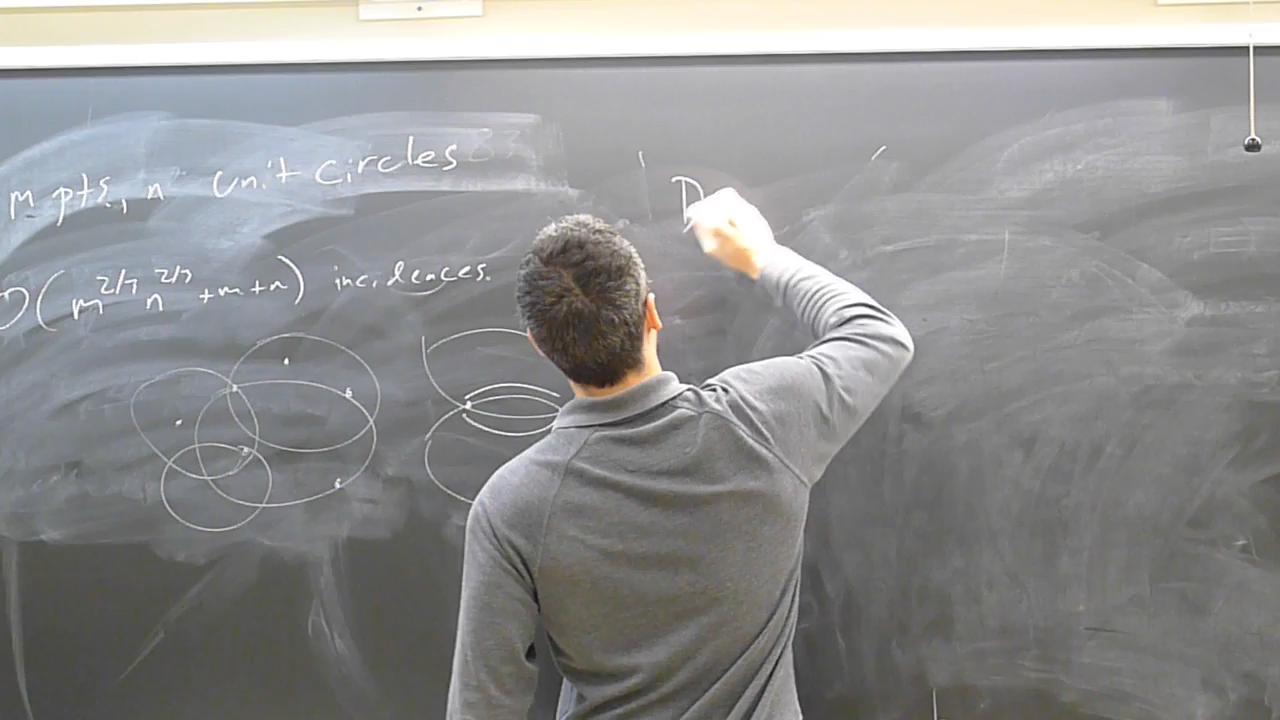 m pts, n unit circles
O(m^{2/3} n^{2/3} + m + n) incidences.
D